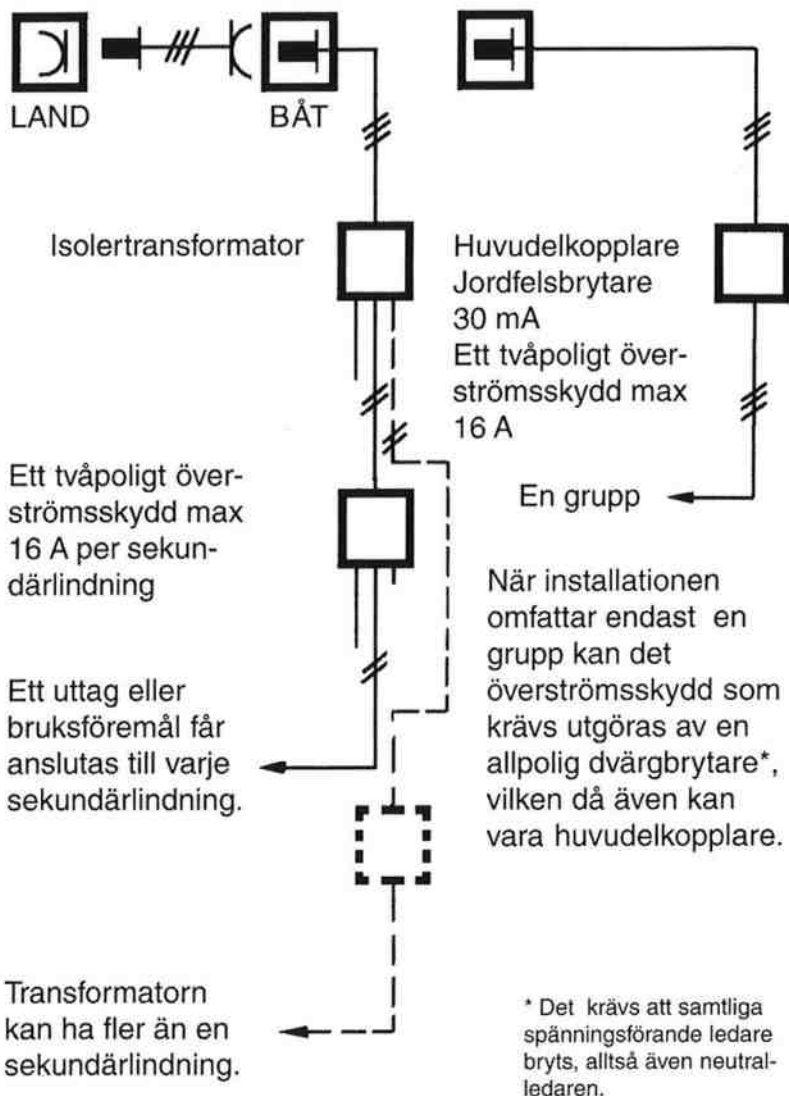 LAND
BÅT
Isolertransformator
Huvudelkopplare
Jordfelsbrytare
30 mA
Ett tvåpoligt över-
strömsskydd max
16 A
Ett tvåpoligt över-
strömsskydd max
16 A per sekun-
därlindning
En grupp
När installationen
omfattar endast en
grupp kan det
överströmsskydd som
krävs utgöras av en
allpolig dvärgbrytare*,
vilken då även kan
vara huvudelkopplare.
Ett uttag eller
bruksföremål får
anslutas till varje
sekundärlindning.
Transformatorn
kan ha fler än en
sekundärlindning.
* Det krävs att samtliga
spänningsförande ledare
bryts, alltså även neutral-
ledaren.